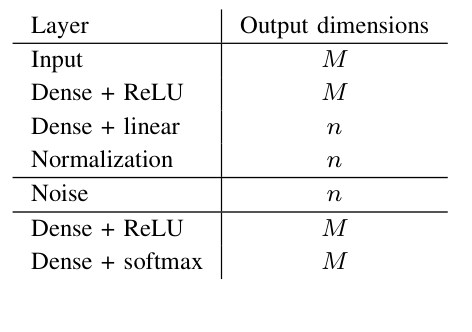 Layer Output dimensions
Input M
Dense + ReLU M
Dense + linear n
Normalization n
Noise n
Dense + ReLU M
Dense + softmax M